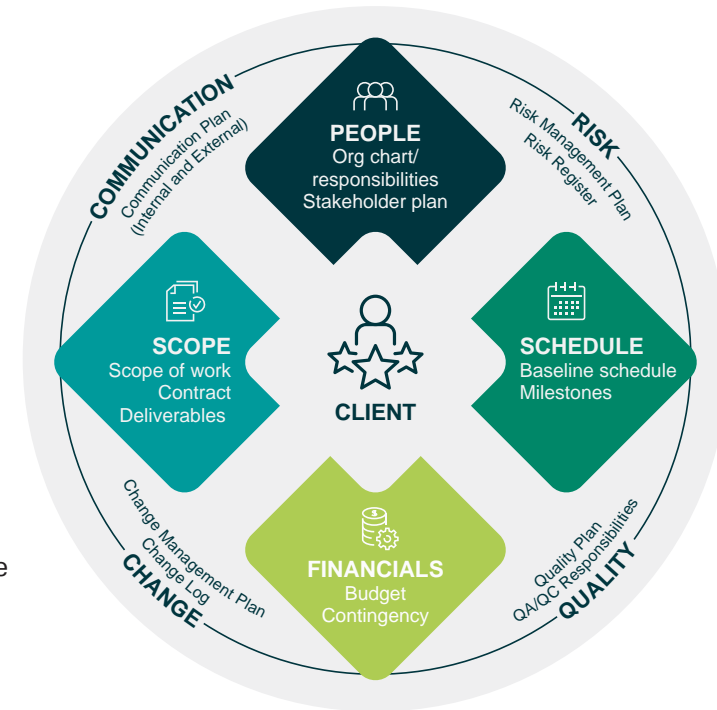 COMMUNICATION
Communication Plan
(Internal and External)
PEOPLE
Org chart/
responsibilities
Stakeholder plan
RISK
Risk Management Plan
Risk Register
SCOPE
Scope of work
Contract
Deliverables
CLIENT
SCHEDULE
Baseline schedule
Milestones
Change Management Plan
Change Log
CHANGE
FINANCIALS
Budget
Contingency
Quality Plan
QA/QC Responsibilities
QUALITY
e